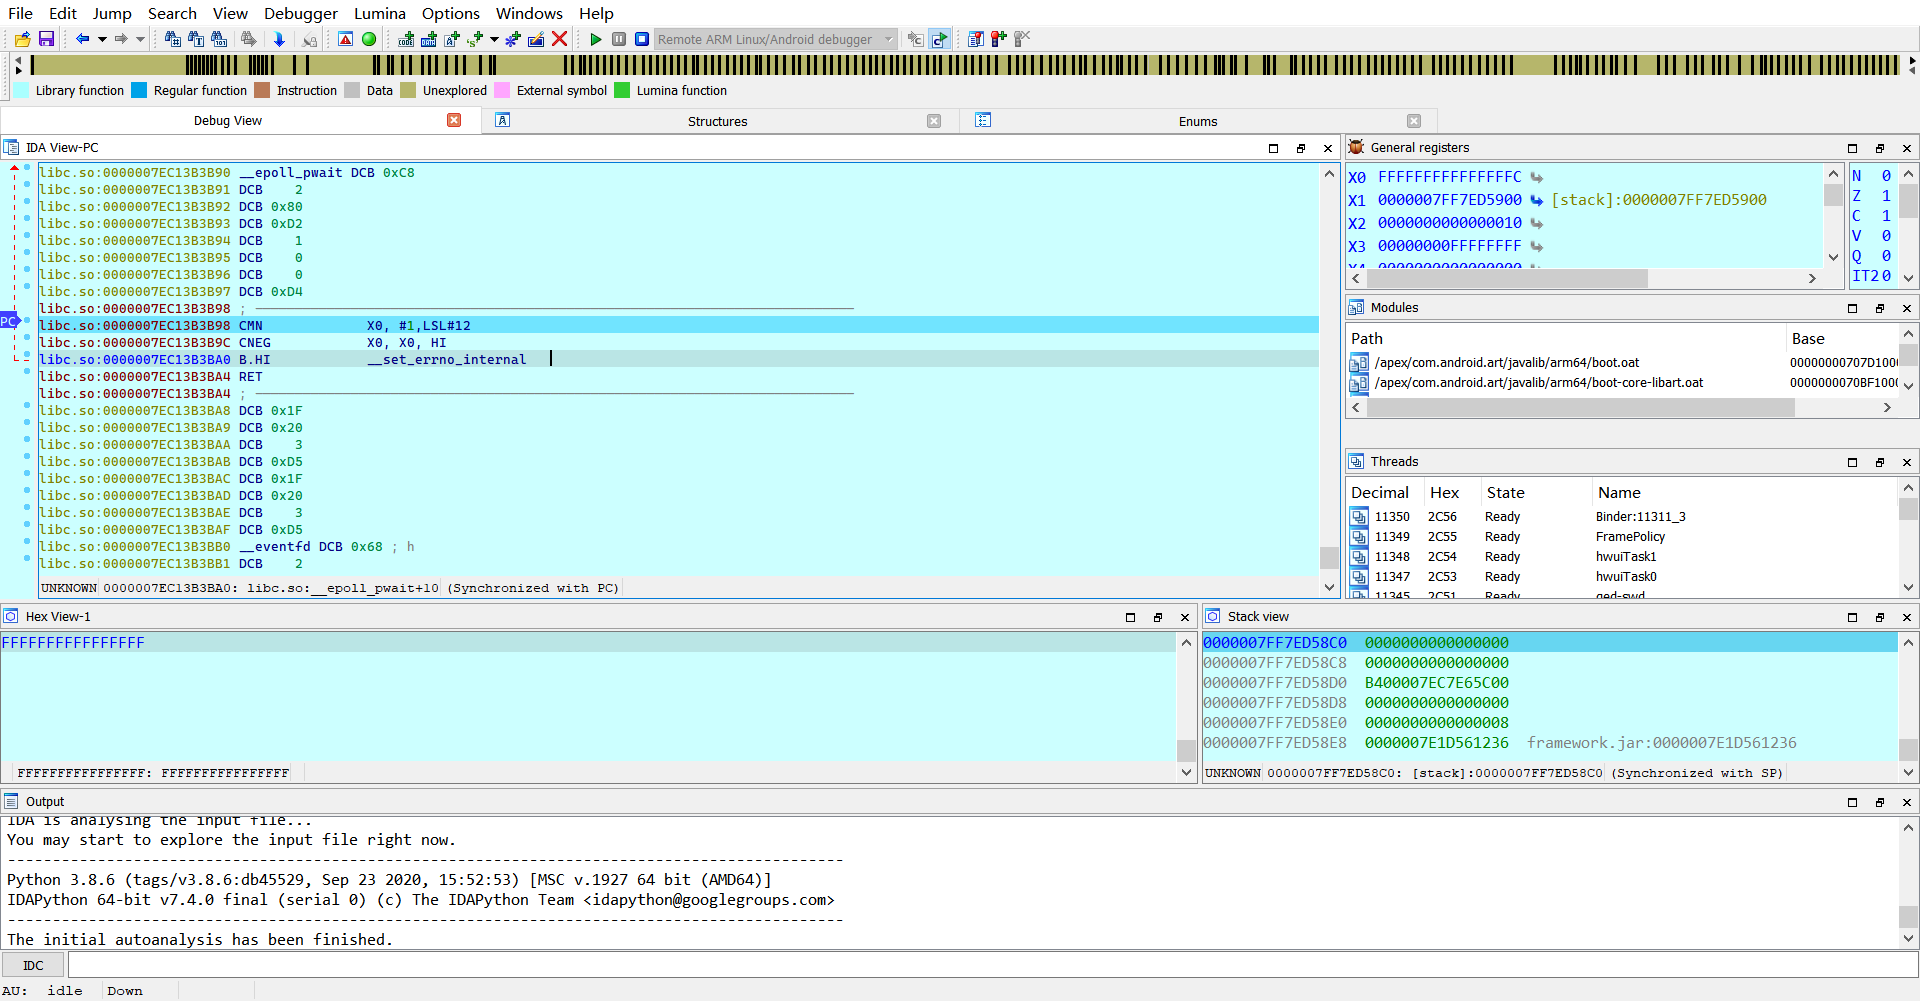 File Edit Jump Search View Debugger Lumina Options Windows Help
Remote ARM Linux/Android debugger
Library function Regular function Instruction Data Unexplored External symbol Lumina function
Debug View Structures Enums
IDA View-PC
libc.so:0000007EC13B3B90 __epoll_pwait DCB 0xC8
libc.so:0000007EC13B3B91 DCB 2
libc.so:0000007EC13B3B92 DCB 0x80
libc.so:0000007EC13B3B93 DCB 0xD2
libc.so:0000007EC13B3B94 DCB 1
libc.so:0000007EC13B3B95 DCB 0
libc.so:0000007EC13B3B96 DCB 0
libc.so:0000007EC13B3B97 DCB 0xD4
libc.so:0000007EC13B3B98 ; ---------------------------------------------------------------------------
PC
libc.so:0000007EC13B3B98 CMN X0, #1,LSL#12
libc.so:0000007EC13B3B9C CNEG X0, X0, HI
libc.so:0000007EC13B3BA0 B.HI __set_errno_internal
libc.so:0000007EC13B3BA4 RET
libc.so:0000007EC13B3BA4 ; ---------------------------------------------------------------------------
libc.so:0000007EC13B3BA8 DCB 0x1F
libc.so:0000007EC13B3BA9 DCB 0x20
libc.so:0000007EC13B3BAA DCB 3
libc.so:0000007EC13B3BAB DCB 0xD5
libc.so:0000007EC13B3BAC DCB 0x1F
libc.so:0000007EC13B3BAD DCB 0x20
libc.so:0000007EC13B3BAE DCB 3
libc.so:0000007EC13B3BAF DCB 0xD5
libc.so:0000007EC13B3BB0 __eventfd DCB 0x68 ; h
libc.so:0000007EC13B3BB1 DCB 2
UNKNOWN 0000007EC13B3BA0: libc.so:__epoll_pwait+10 (Synchronized with PC)
General registers
X0 FFFFFFFFFFFFFFFC
X1 0000007FF7ED5900 [stack]:0000007FF7ED5900
X2 0000000000000010
X3 00000000FFFFFFFF
X4 0000000000000000
N 0
Z 1
C 1
V 0
Q 0
IT2 0
Modules
Path Base
/apex/com.android.art/javalib/arm64/boot.oat 00000000707D1000
/apex/com.android.art/javalib/arm64/boot-core-libart.oat 0000000070BF1000
Threads
Decimal Hex State Name
11350 2C56 Ready Binder:11311_3
11349 2C55 Ready FramePolicy
11348 2C54 Ready hwuiTask1
11347 2C53 Ready hwuiTask0
11345 2C51 Ready ged-swd
Hex View-1
FFFFFFFFFFFFFFFF
FFFFFFFFFFFFFFFF: FFFFFFFFFFFFFFFF
Stack view
0000007FF7ED58C0 0000000000000000
0000007FF7ED58C8 0000000000000000
0000007FF7ED58D0 B400007EC7E65C00
0000007FF7ED58D8 0000000000000000
0000007FF7ED58E0 0000000000000008
0000007FF7ED58E8 0000007E1D561236 framework.jar:0000007E1D561236
UNKNOWN 0000007FF7ED58C0: [stack]:0000007FF7ED58C0 (Synchronized with SP)
Output
IDA is analysing the input file...
You may start to explore the input file right now.
---------------------------------------------------------------------------------------------
Python 3.8.6 (tags/v3.8.6:db45529, Sep 23 2020, 15:52:53) [MSC v.1927 64 bit (AMD64)]
IDAPython 64-bit v7.4.0 final (serial 0) (c) The IDAPython Team <idapython@googlegroups.com>
---------------------------------------------------------------------------------------------
The initial autoanalysis has been finished.
IDC
AU: idle Down